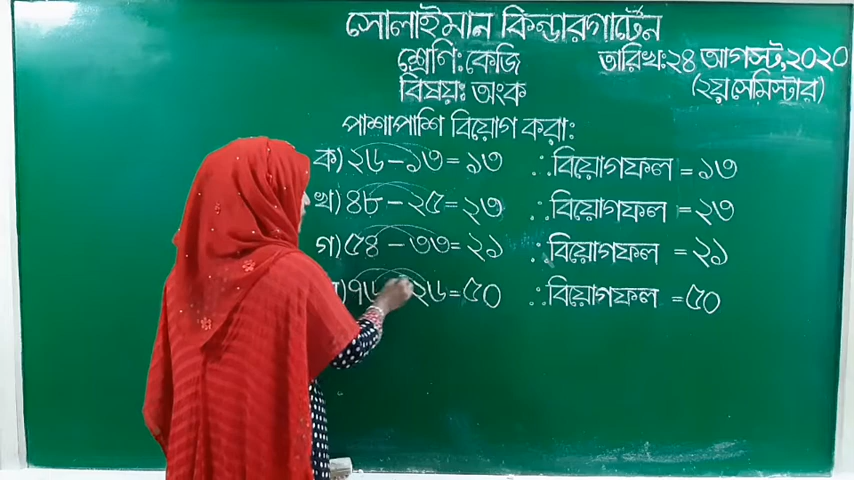 সোলাইমান কিন্ডারগার্টেন
শ্রেণি: কেজি
তারিখ: ২৪ আগস্ট, ২০২০
বিষয়: অংক
(২য় সেমিস্টার)
পাশাপাশি বিয়োগ করা:
ক) ২৬ - ১৩ = ১৩ ∴ বিয়োগফল = ১৩
খ) ৪৮ - ২৫ = ২৩ ∴ বিয়োগফল = ২৩
গ) ৫৪ - ৩৩ = ২১ ∴ বিয়োগফল = ২১
) ৭৬ ২৬ = ৫০ ∴ বিয়োগফল = ৫০